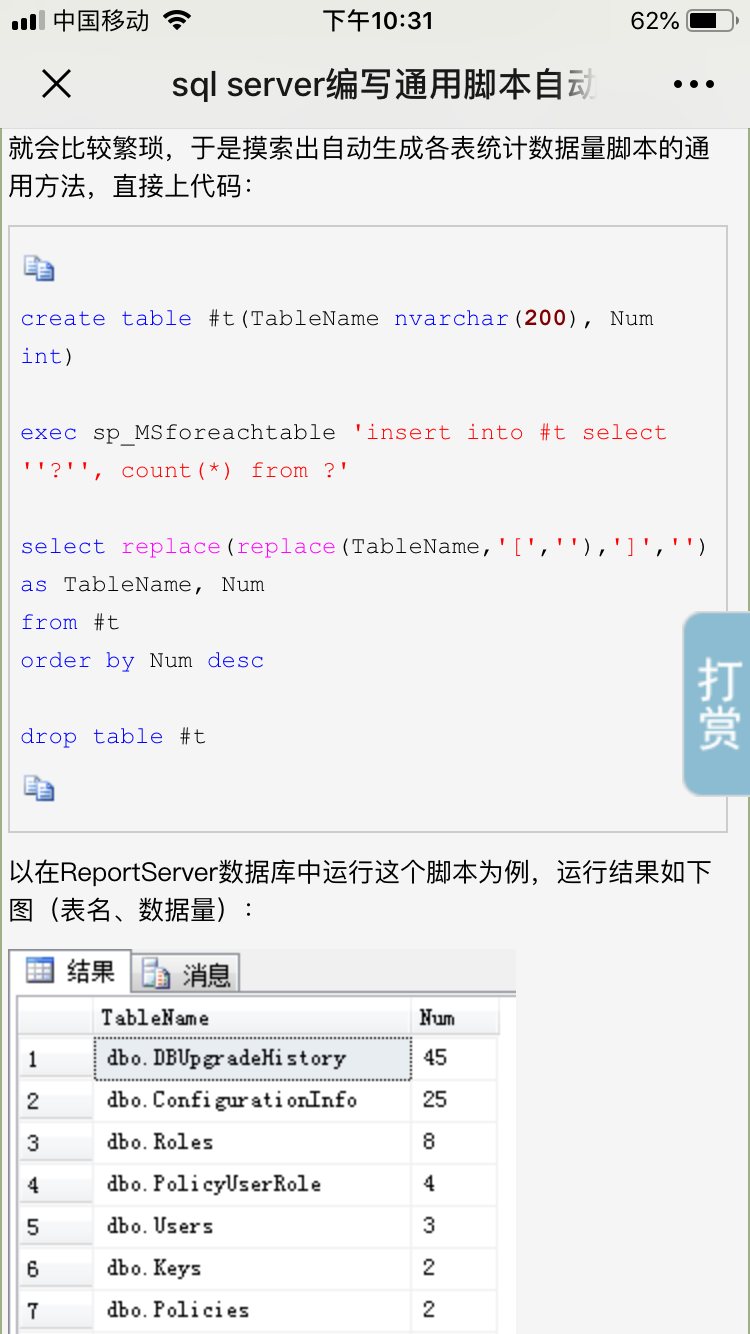 中国移动 下午10:31 62%
sql server编写通用脚本自动
就会比较繁琐，于是摸索出自动生成各表统计数据量脚本的通
用方法，直接上代码：
create table #t(TableName nvarchar(200), Num
int)
exec sp_MSforeachtable 'insert into #t select
''?'', count(*) from ?'
select replace(replace(TableName,'[',''),']','')
as TableName, Num
from #t
order by Num desc
drop table #t
打
赏
以在ReportServer数据库中运行这个脚本为例，运行结果如下
图（表名、数据量）：
结果 消息
TableName Num
1 dbo.DBUpgradeHistory 45
2 dbo.ConfigurationInfo 25
3 dbo.Roles 8
4 dbo.PolicyUserRole 4
5 dbo.Users 3
6 dbo.Keys 2
7 dbo.Policies 2